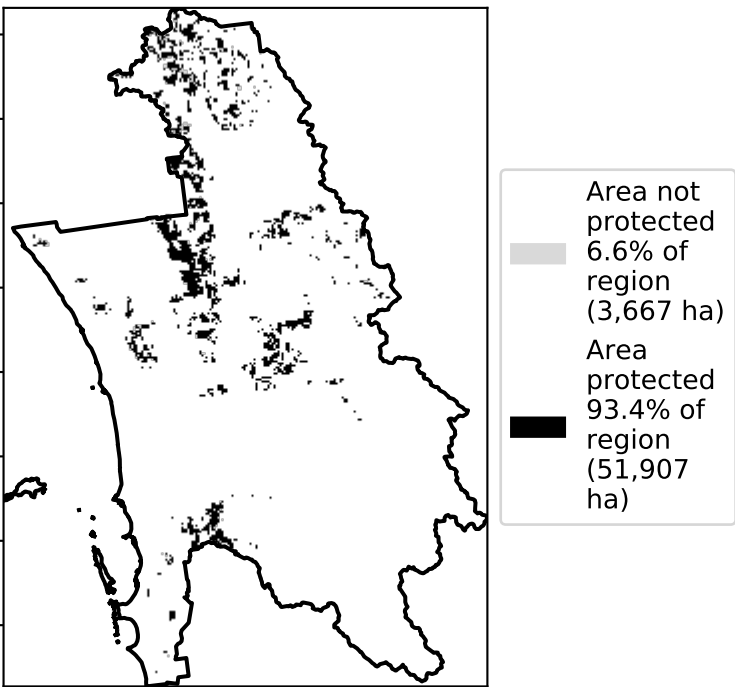 Area not
protected
6.6% of
region
(3,667 ha)
Area
protected
93.4% of
region
(51,907
ha)